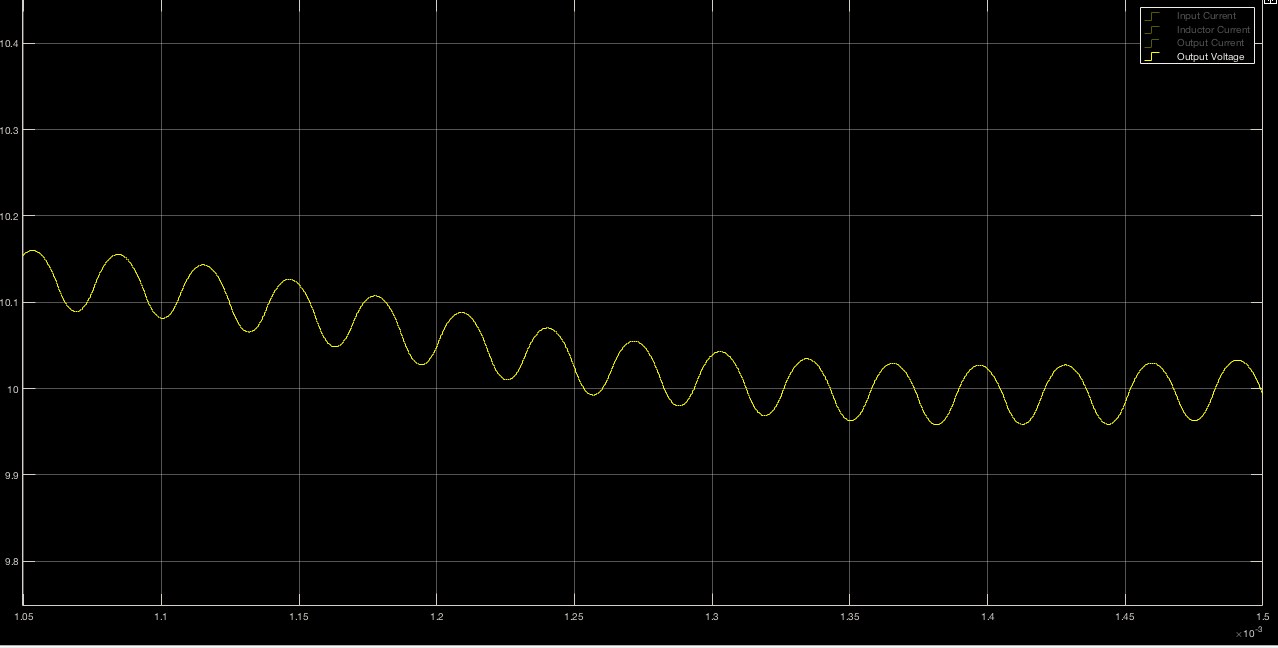 Input Current
Inductor Current
Output Current
Output Voltage
10.4
10.3
10.2
10.1
10
9.9
9.8
1.05 1.1 1.15 1.2 1.25 1.3 1.35 1.4 1.45 1.5
×10⁻³